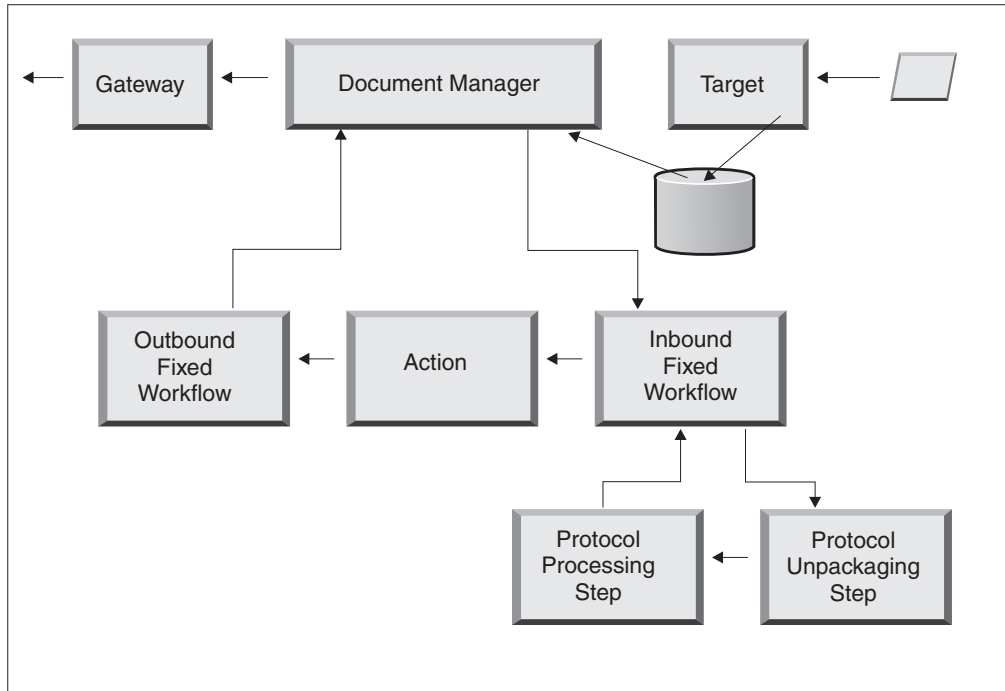 Gateway
Document Manager
Target
Outbound
Fixed
Workflow
Action
Inbound
Fixed
Workflow
Protocol
Processing
Step
Protocol
Unpackaging
Step